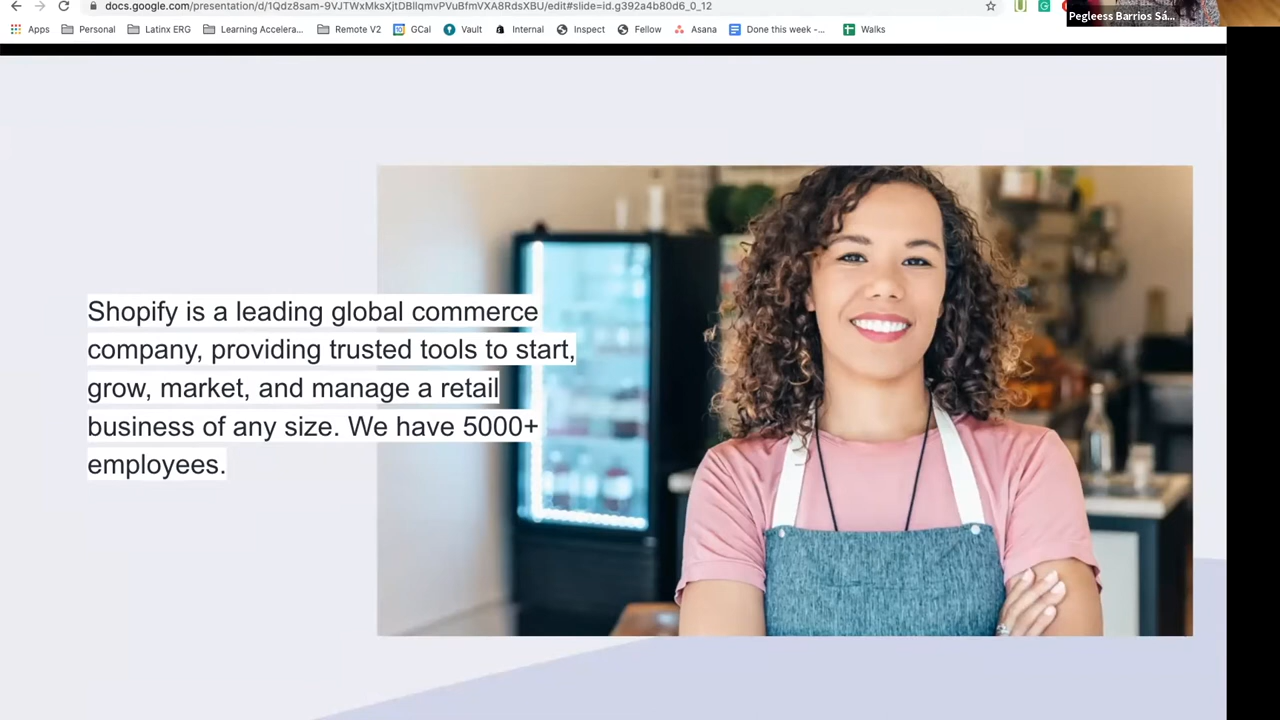 docs.google.com/presentation/d/1Qdz8sam-9VJTWxMksXjtDBIlqmvPVuBfmVXA8RdsXBU/edit#slide=id.g392a4b80d6_0_12
Pegleess Barrios Sá...
Apps Personal Latinx ERG Learning Accelera... Remote V2 GCal Vault Internal Inspect Fellow Asana Done this week -... Walks
Shopify is a leading global commerce
company, providing trusted tools to start,
grow, market, and manage a retail
business of any size. We have 5000+
employees.